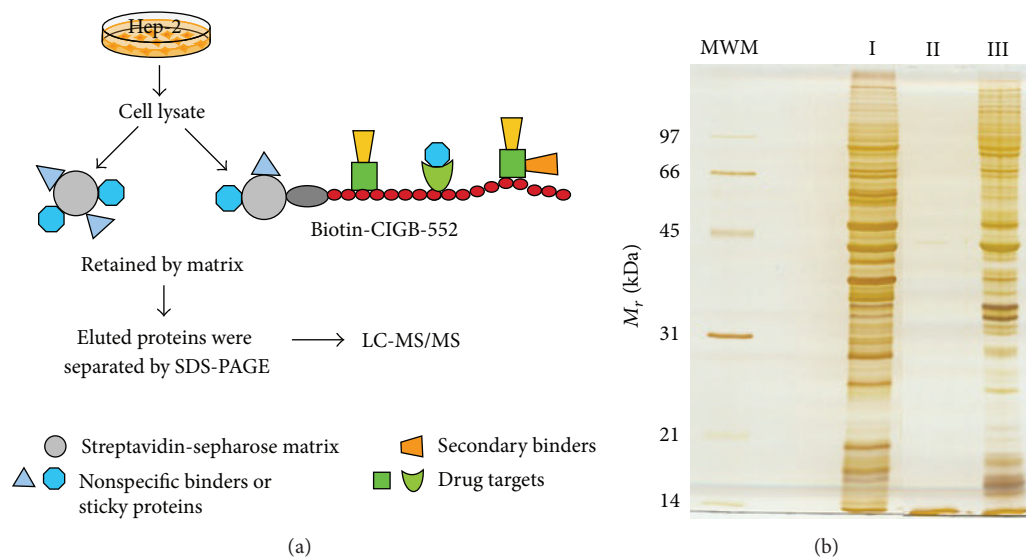 Hep-2
Cell lysate
Biotin-CIGB-552
Retained by matrix
Eluted proteins were
separated by SDS-PAGE
LC-MS/MS
Streptavidin-sepharose matrix
Nonspecific binders or
sticky proteins
Secondary binders
Drug targets
(a)
MWM I II III
97
66
45
31
21
14
M_r (kDa)
(b)